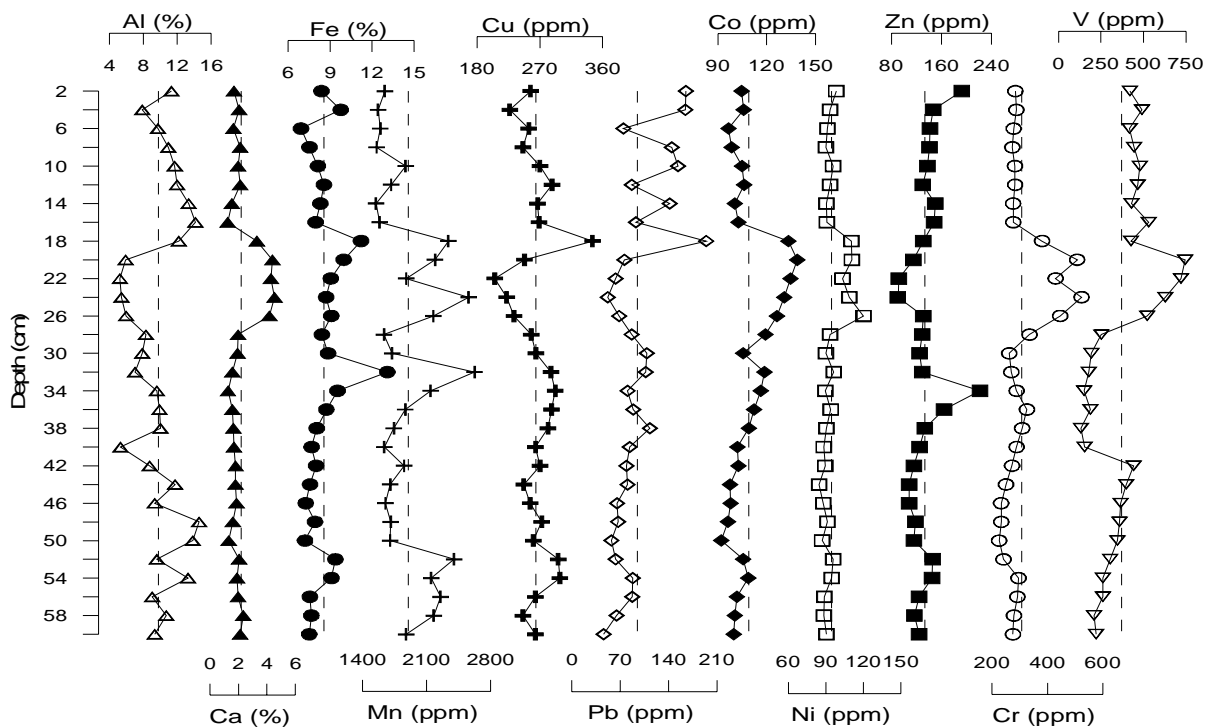 Al (%) Cu (ppm) Co (ppm) Zn (ppm) V (ppm)
Fe (%)
4 8 12 16 6 9 12 15 180 270 360 90 120 150 80 160 240 0 250 500 750
2
6
10
14
18
22
26
30
34
38
42
46
50
54
58
Depth (cm)
0 2 4 6 1400 2100 2800 0 70 140 210 60 90 120 150 200 400 600
Ca (%) Mn (ppm) Pb (ppm) Ni (ppm) Cr (ppm)